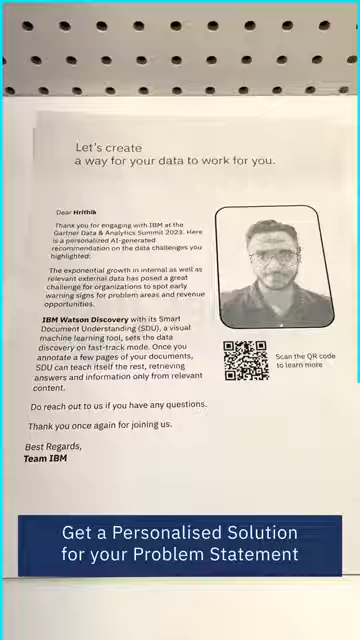 Let's create
a way for your data to work for you.
Dear Hrithik
Thank you for engaging with IBM at the
Gartner Data & Analytics Summit 2023. Here
is a personalized AI-generated
recommendation on the data challenges you
highlighted:
The exponential growth in internal as well as
relevant external data has posed a great
challenge for organizations to spot early
warning signs for problem areas and revenue
opportunities.
IBM Watson Discovery with its Smart
Document Understanding (SDU), a visual
machine learning tool, sets the data
discovery on fast-track mode. Once you
annotate a few pages of your documents,
SDU can teach itself the rest, retrieving
answers and information only from relevant
content.
Scan the QR code
to learn more
Do reach out to us if you have any questions.
Thank you once again for joining us.
Best Regards,
Team IBM
Get a Personalised Solution
for your Problem Statement